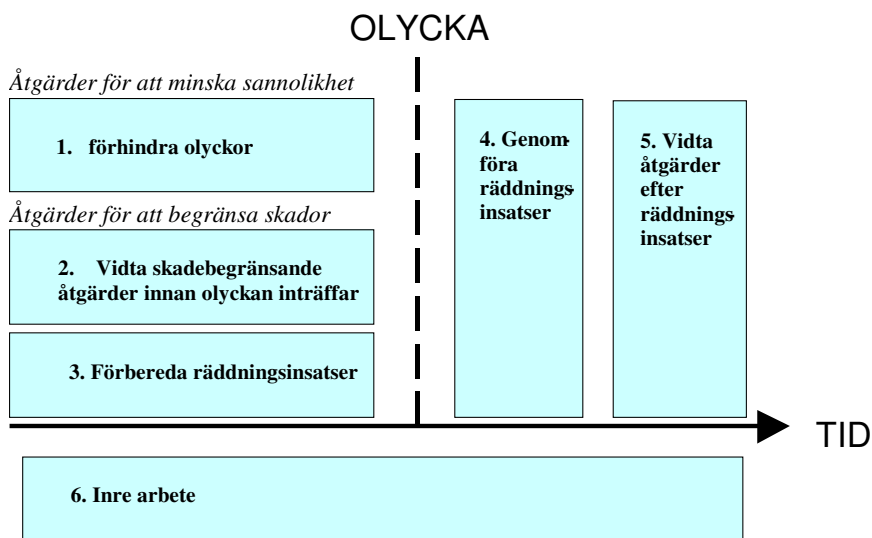 OLYCKA
Åtgärder för att minska sannolikhet
1. förhindra olyckor
Åtgärder för att begränsa skador
2. Vidta skadebegränsande
åtgärder innan olyckan inträffar
3. Förbereda räddningsinsatser
4. Genom-
föra
räddnings-
insatser
5. Vidta
åtgärder
efter
räddnings-
insatser
TID
6. Inre arbete